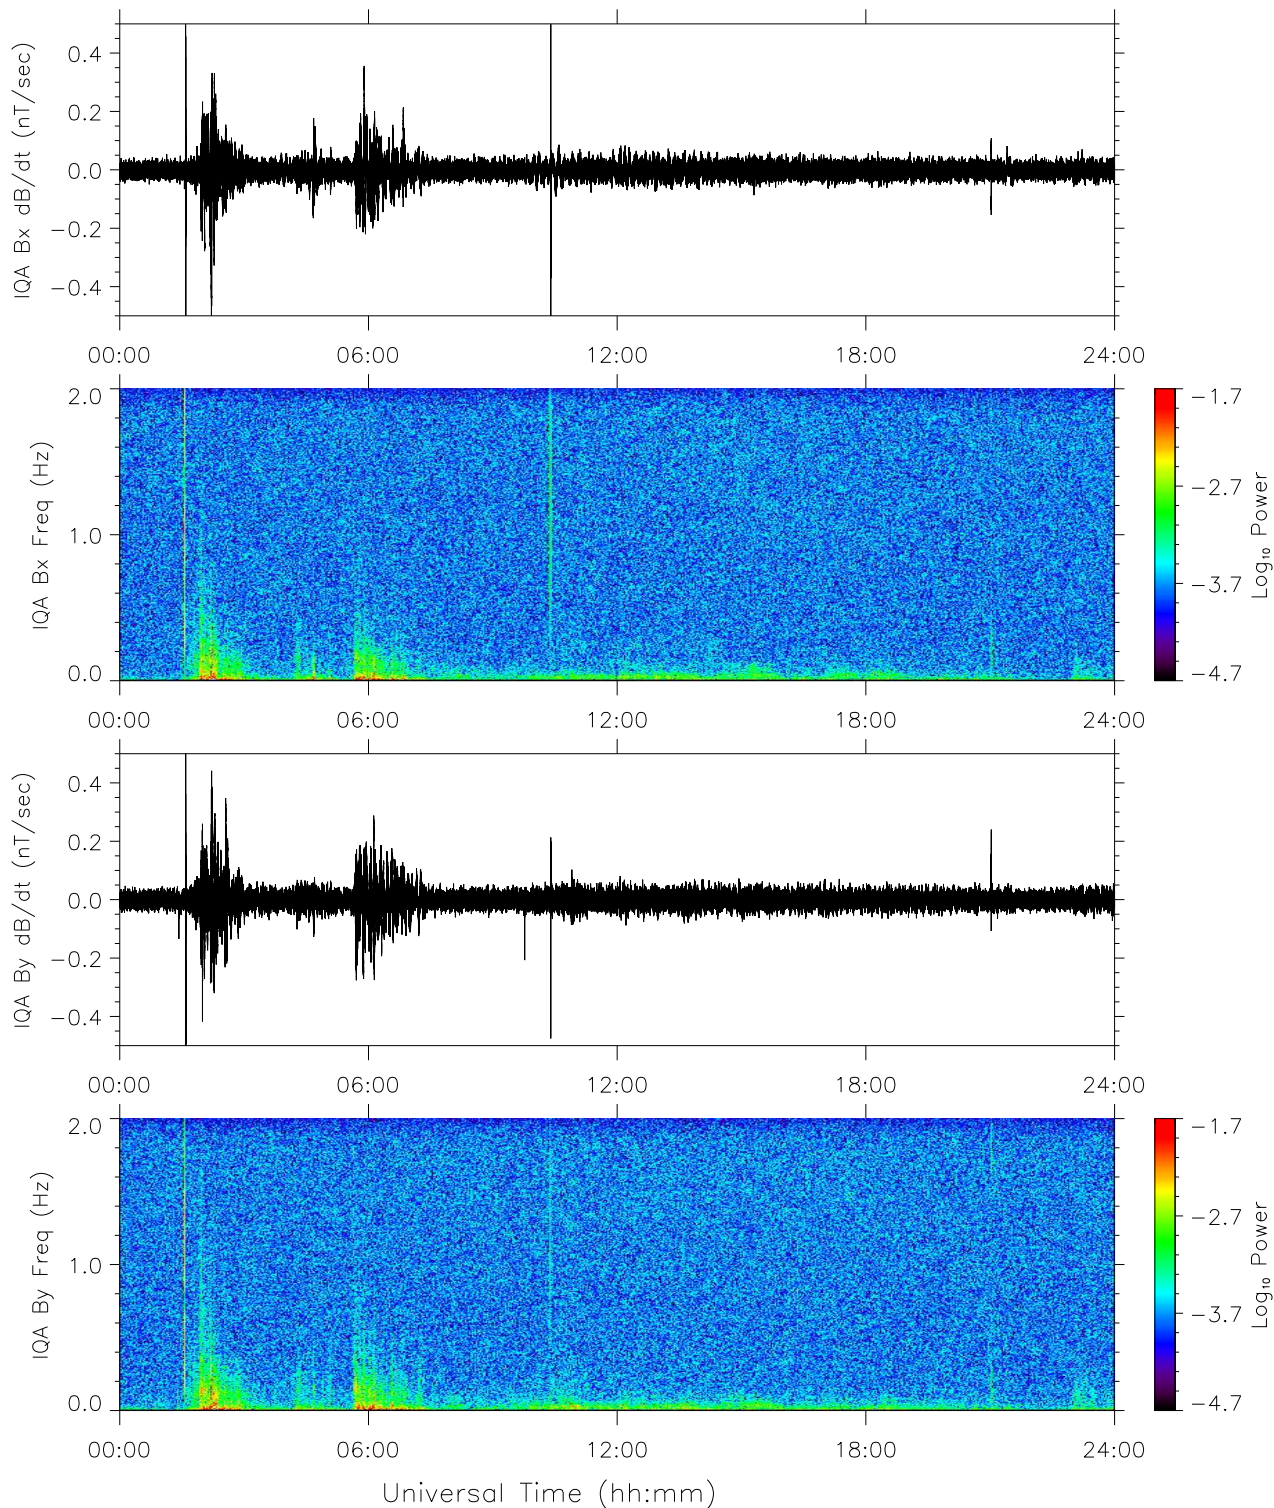 IQA Bx dB/dt (nT/sec)
0.4
0.2
0.0
−0.2
−0.4
00:00 06:00 12:00 18:00 24:00
IQA Bx Freq (Hz)
2.0
1.0
0.0
−1.7
−2.7
−3.7
−4.7
Log₁₀ Power
00:00 06:00 12:00 18:00 24:00
IQA By dB/dt (nT/sec)
0.4
0.2
0.0
−0.2
−0.4
00:00 06:00 12:00 18:00 24:00
IQA By Freq (Hz)
2.0
1.0
0.0
−1.7
−2.7
−3.7
−4.7
Log₁₀ Power
00:00 06:00 12:00 18:00 24:00
Universal Time (hh:mm)